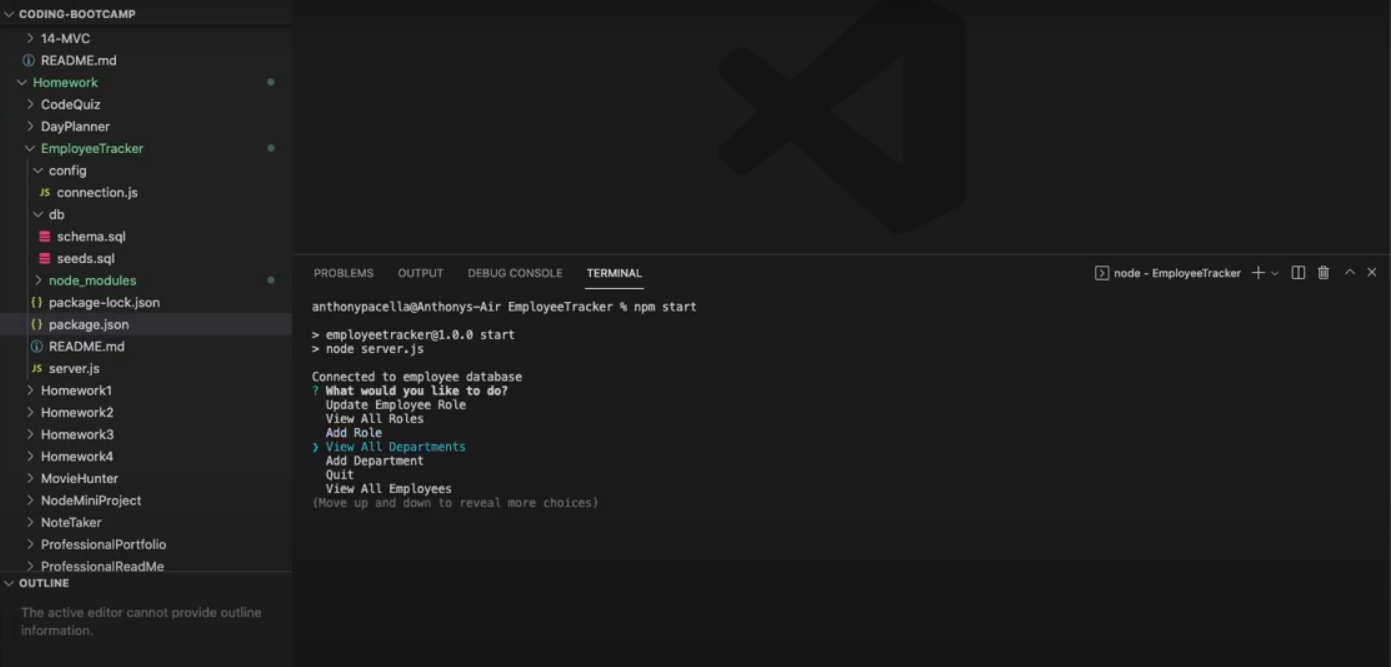 CODING-BOOTCAMP
14-MVC
README.md
Homework
CodeQuiz
DayPlanner
EmployeeTracker
config
JS connection.js
db
schema.sql
seeds.sql
node_modules
{} package-lock.json
{} package.json
README.md
JS server.js
Homework1
Homework2
Homework3
Homework4
MovieHunter
NodeMiniProject
NoteTaker
ProfessionalPortfolio
ProfessionalReadMe
OUTLINE
The active editor cannot provide outline
information.
PROBLEMS OUTPUT DEBUG CONSOLE TERMINAL node - EmployeeTracker
anthonypacella@Anthonys-Air EmployeeTracker % npm start
> employeetracker@1.0.0 start
> node server.js
Connected to employee database
? What would you like to do?
Update Employee Role
View All Roles
Add Role
❯ View All Departments
Add Department
Quit
View All Employees
(Move up and down to reveal more choices)